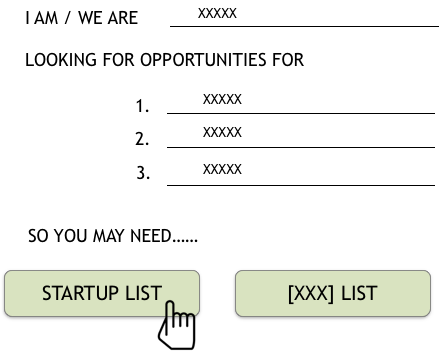 I AM / WE ARE XXXXX
LOOKING FOR OPPORTUNITIES FOR
1. XXXXX
2. XXXXX
3. XXXXX
SO YOU MAY NEED......
STARTUP LIST [XXX] LIST